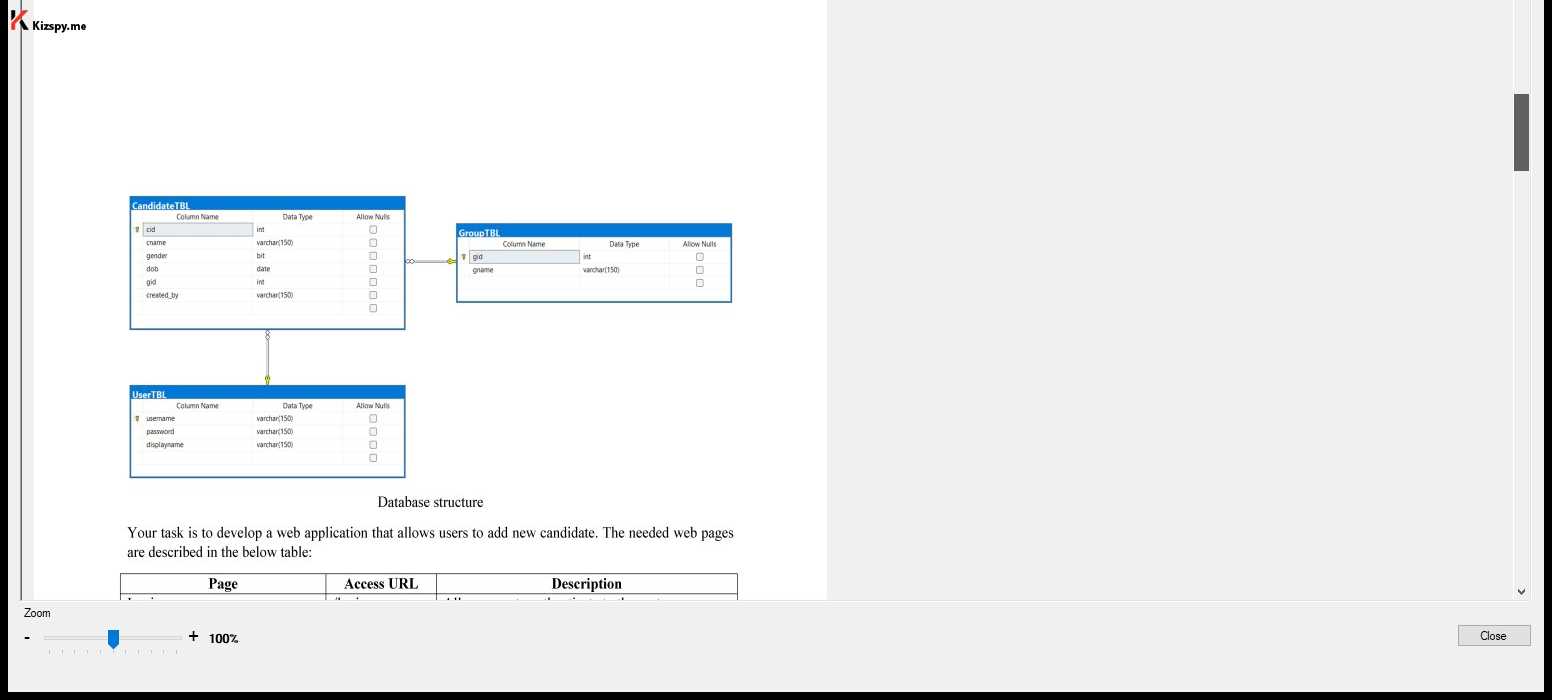 Kizspy.me
CandidateTBL
Column Name Data Type Allow Nulls
cid int
cname varchar(150)
gender bit
dob date
gid int
created_by varchar(150)
GroupTBL
Column Name Data Type Allow Nulls
gid int
gname varchar(150)
UserTBL
Column Name Data Type Allow Nulls
username varchar(150)
password varchar(150)
displayname varchar(150)
Database structure
Your task is to develop a web application that allows users to add new candidate. The needed web pages
are described in the below table:
Page Access URL Description
Zoom
- + 100%
Close